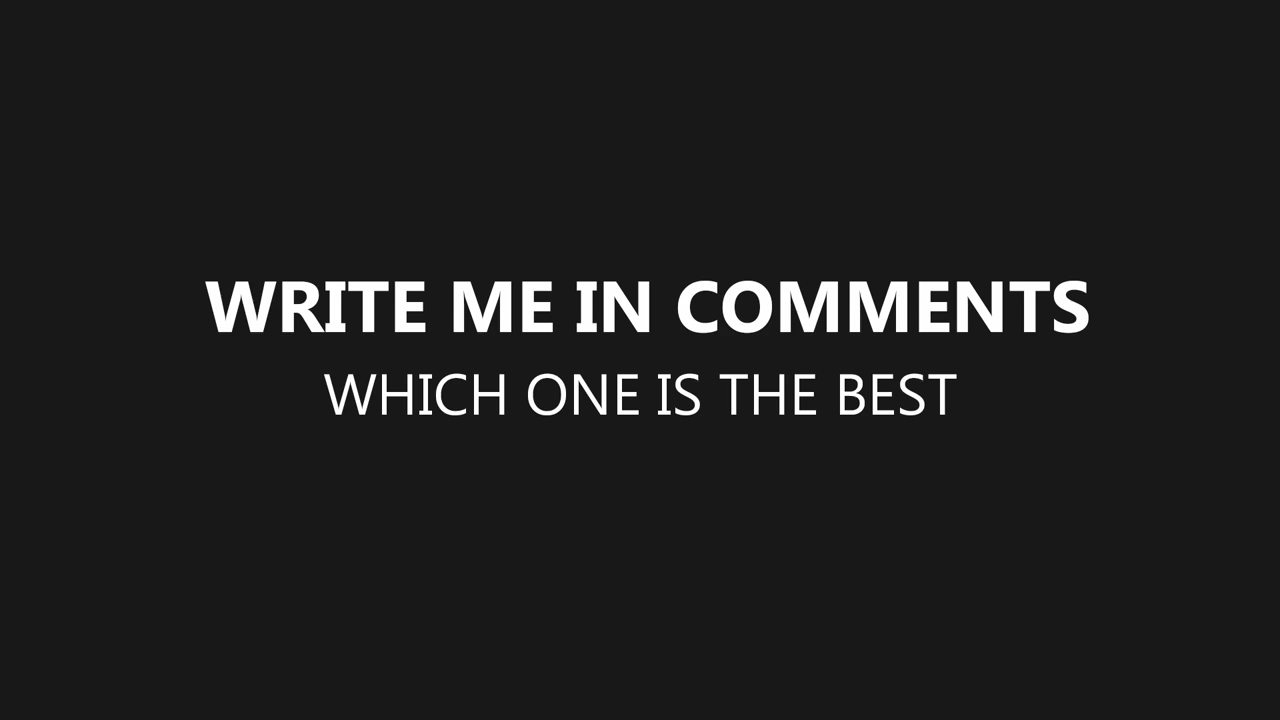 WRITE ME IN COMMENTS
WHICH ONE IS THE BEST